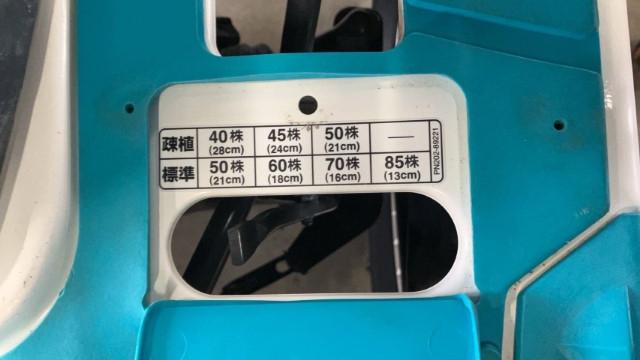 疎植 40株 45株 50株 —
(28cm) (24cm) (21cm)
標準 50株 60株 70株 85株
(21cm) (18cm) (16cm) (13cm)
PN202-89221